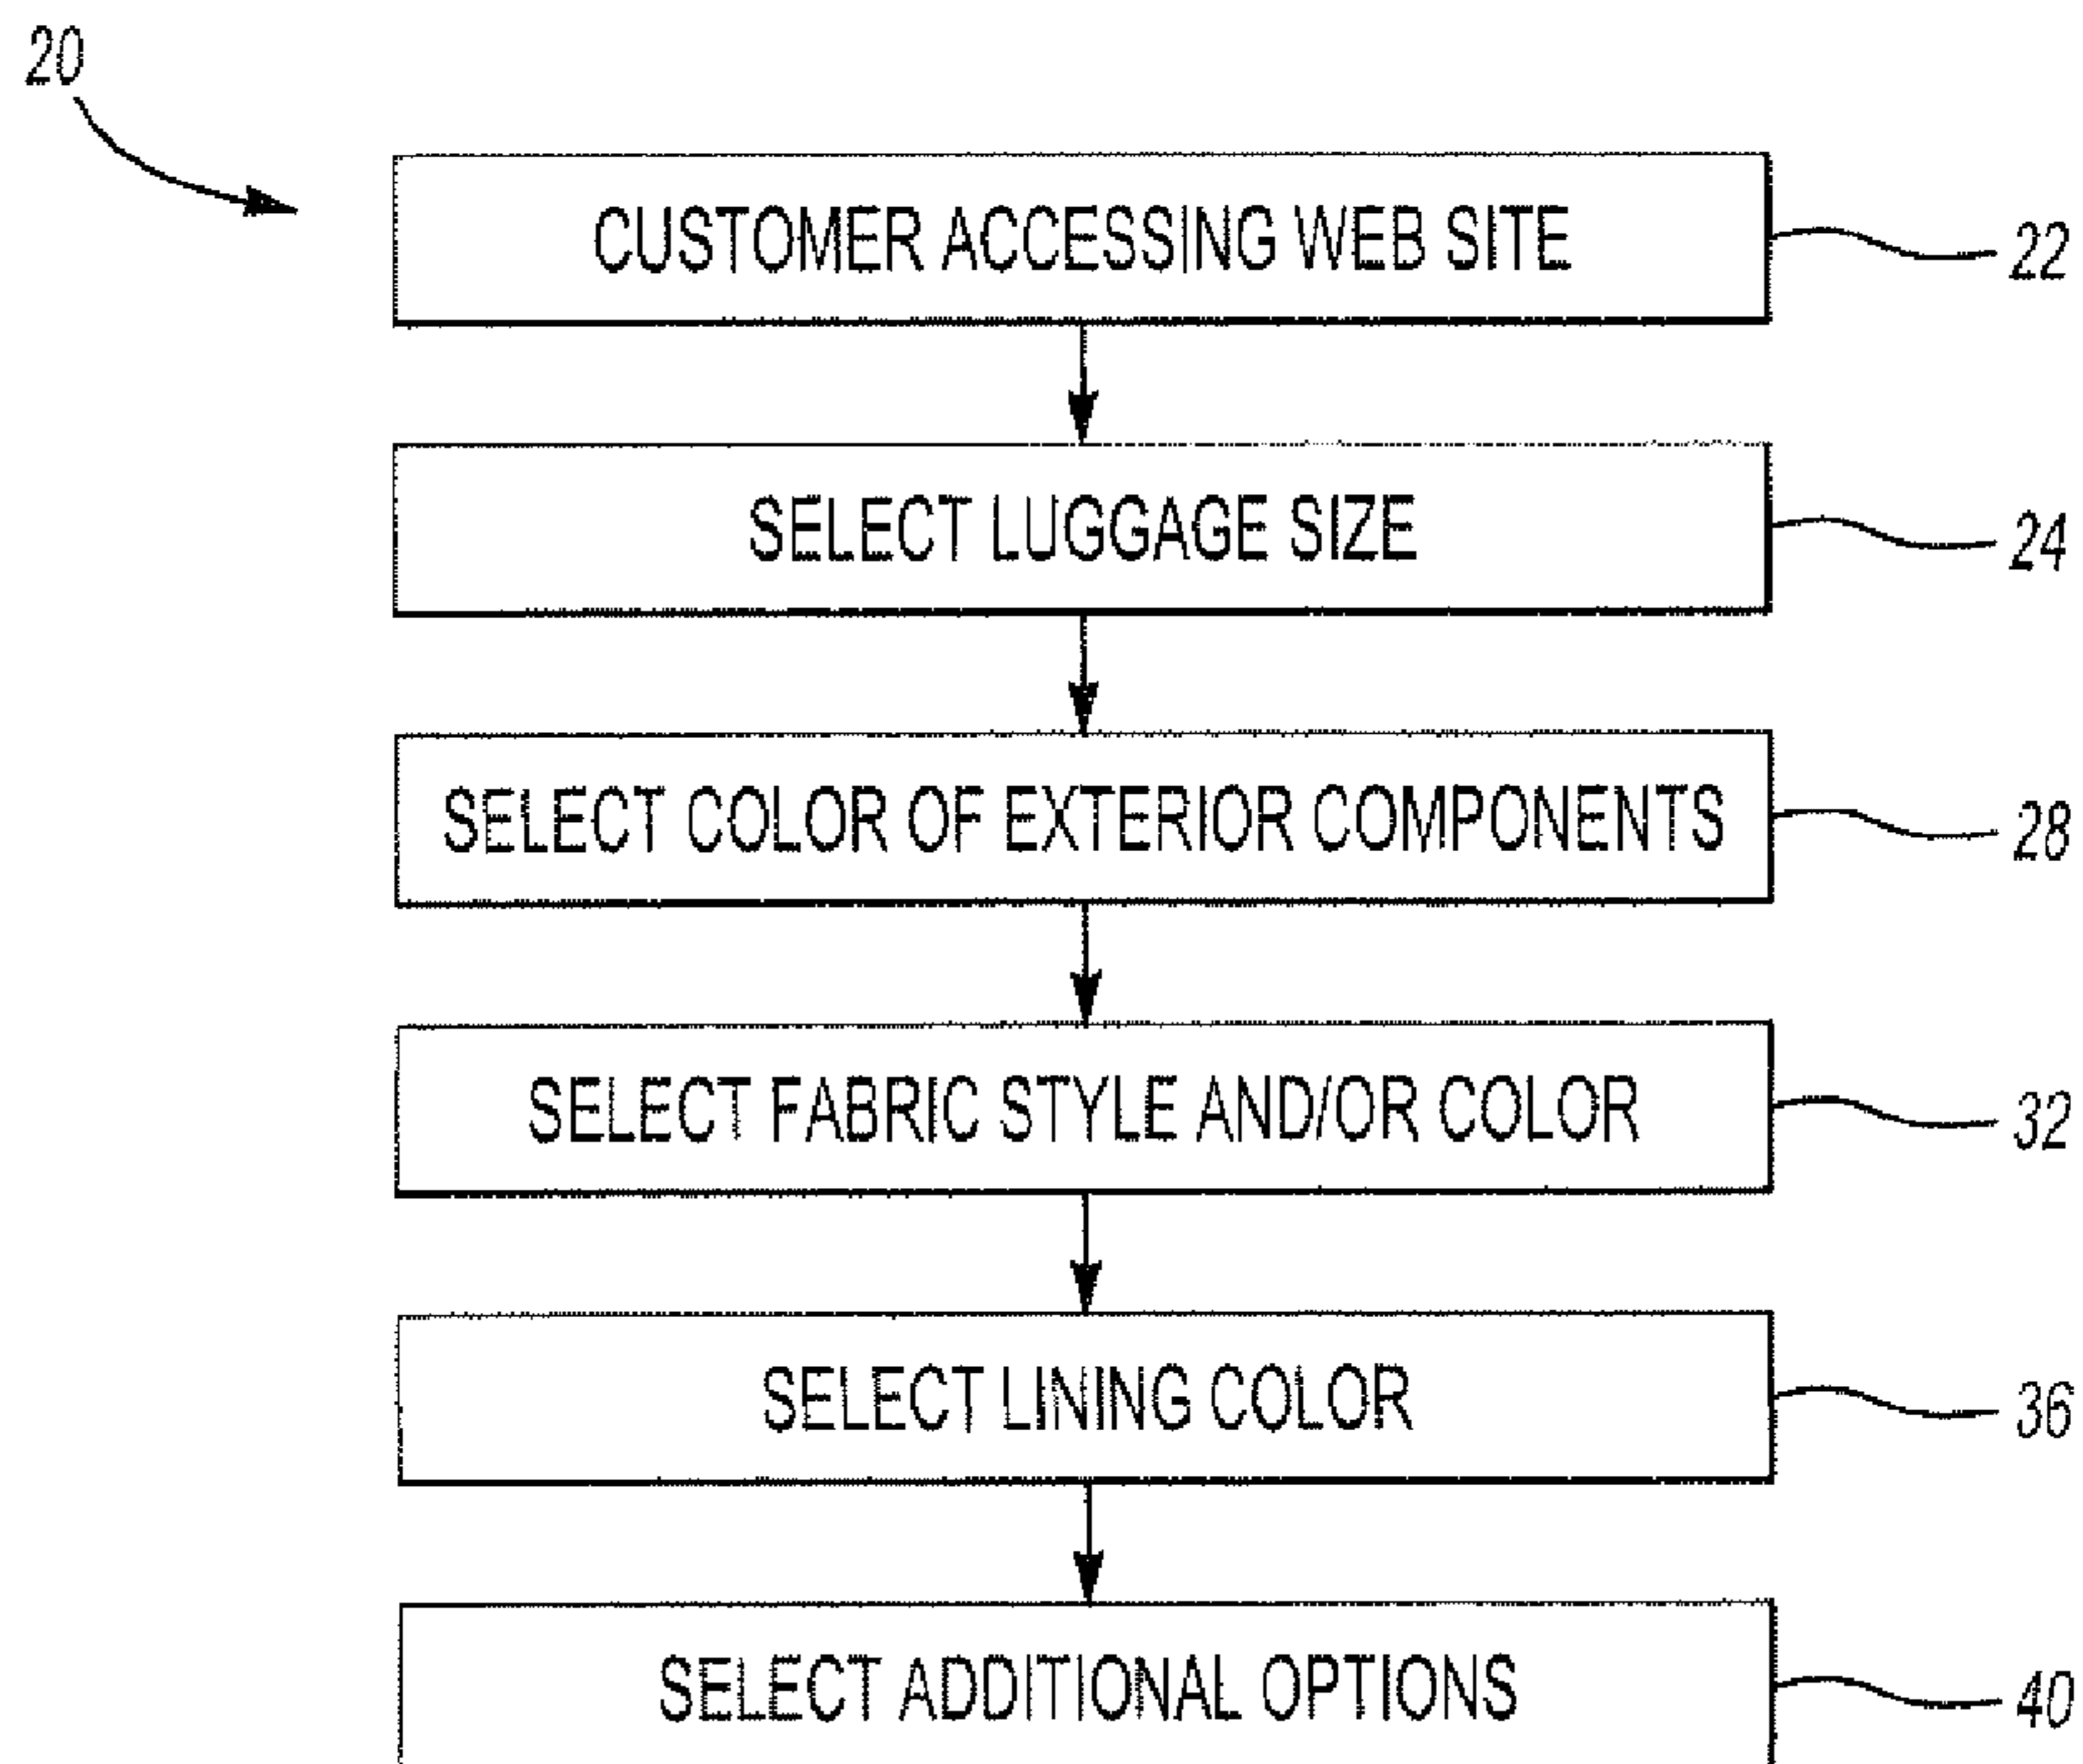 20
CUSTOMER ACCESSING WEB SITE
22
SELECT LUGGAGE SIZE
24
SELECT COLOR OF EXTERIOR COMPONENTS
28
SELECT FABRIC STYLE AND/OR COLOR
32
SELECT LINING COLOR
36
SELECT ADDITIONAL OPTIONS
40